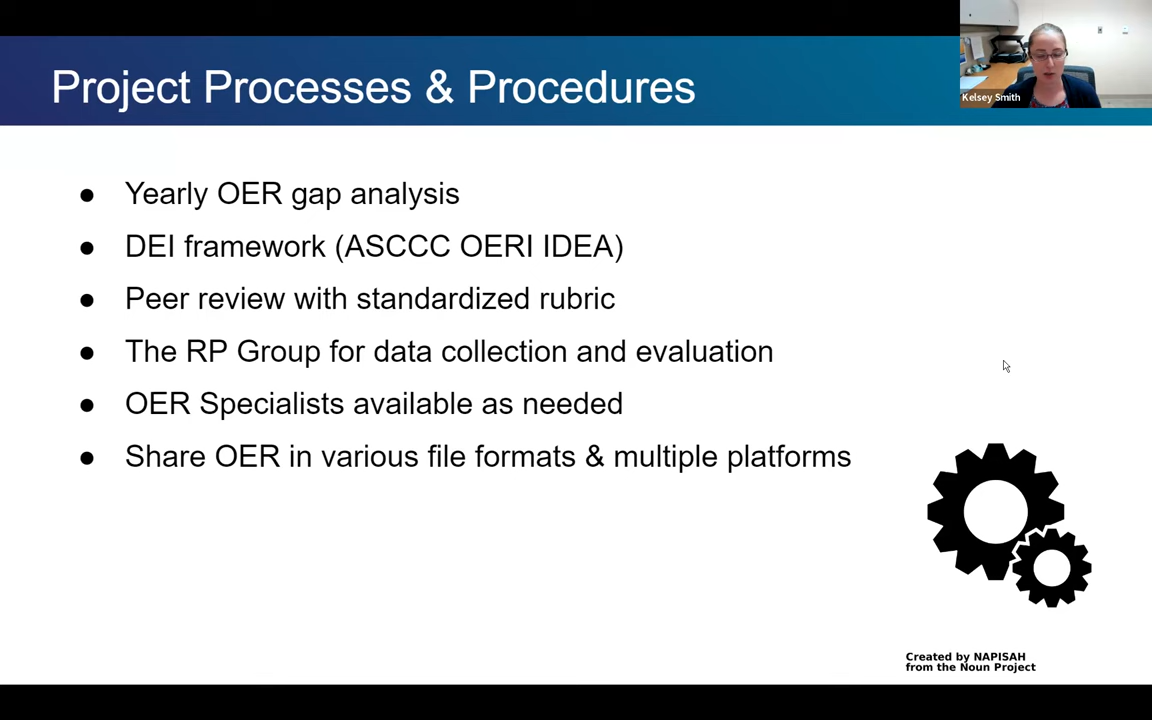 Project Processes & Procedures
Kelsey Smith
● Yearly OER gap analysis
● DEI framework (ASCCC OERI IDEA)
● Peer review with standardized rubric
● The RP Group for data collection and evaluation
● OER Specialists available as needed
● Share OER in various file formats & multiple platforms
Created by NAPISAH
from the Noun Project